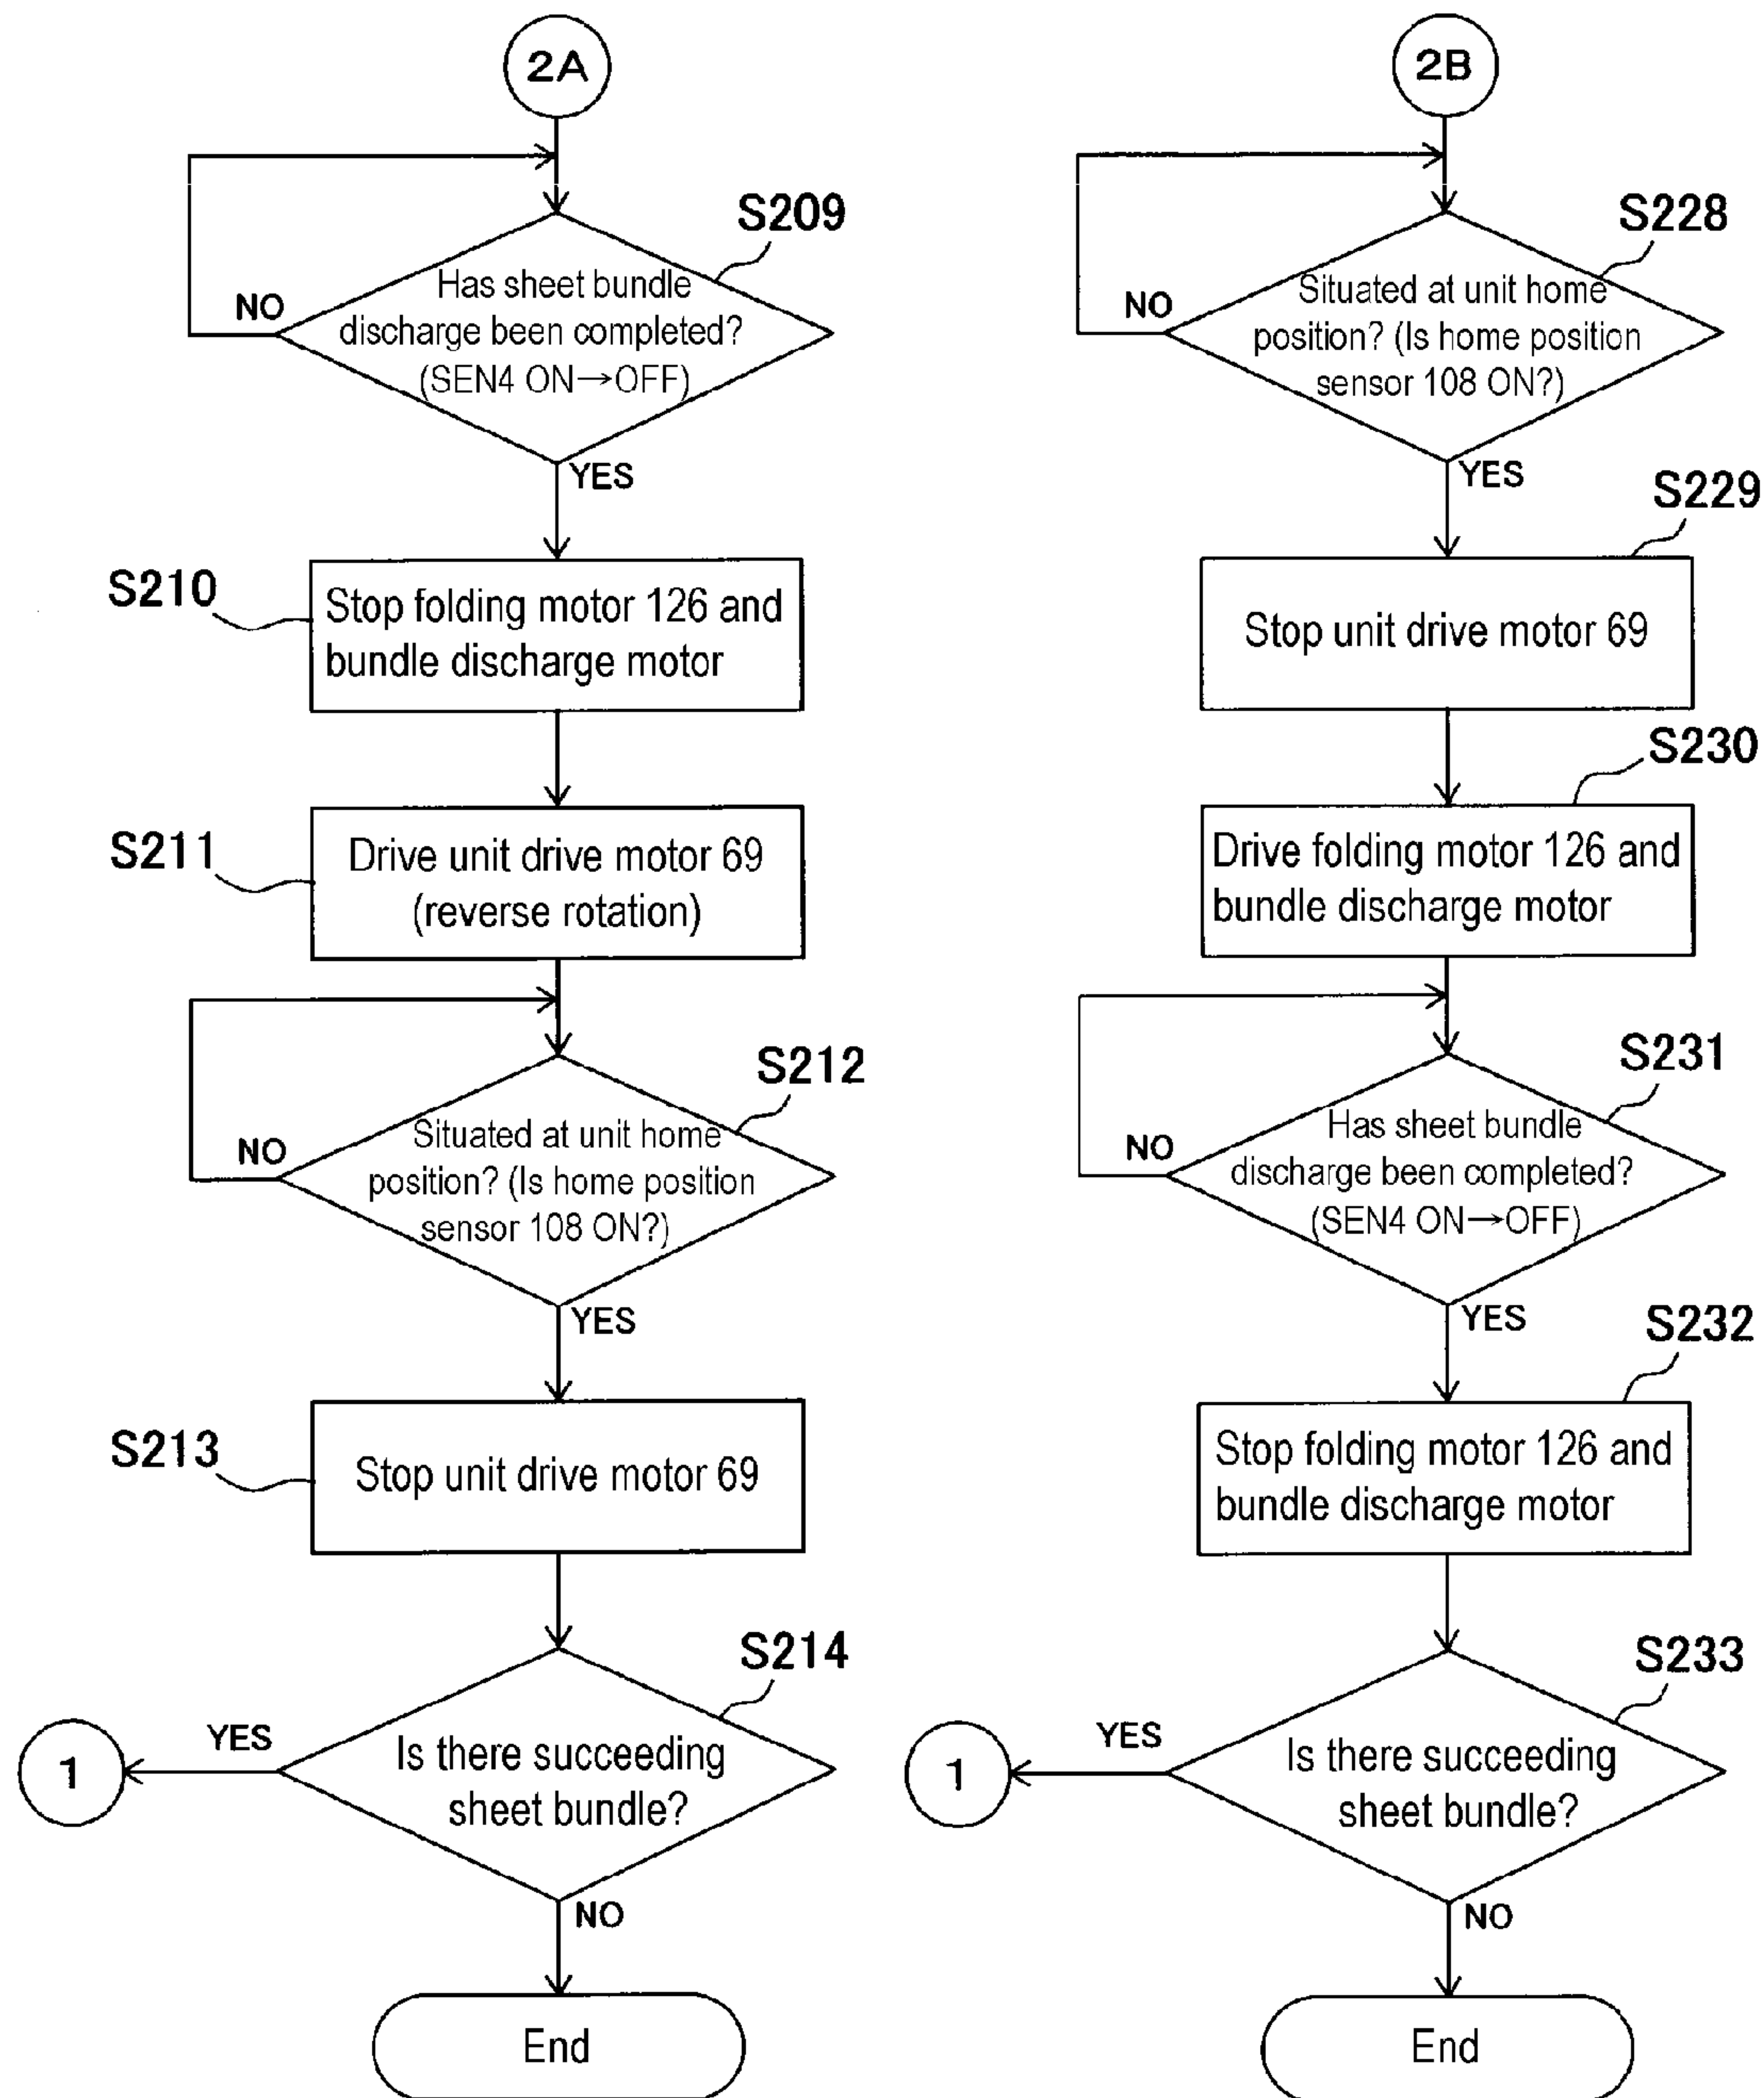 2A
S209
Has sheet bundle
discharge been completed?
(SEN4 ON→OFF)
NO
YES
S210
Stop folding motor 126 and
bundle discharge motor
S211
Drive unit drive motor 69
(reverse rotation)
S212
Situated at unit home
position? (Is home position
sensor 108 ON?)
NO
YES
S213
Stop unit drive motor 69
S214
Is there succeeding
sheet bundle?
YES
1
NO
End
2B
S228
Situated at unit home
position? (Is home position
sensor 108 ON?)
NO
YES
S229
Stop unit drive motor 69
S230
Drive folding motor 126 and
bundle discharge motor
S231
Has sheet bundle
discharge been completed?
(SEN4 ON→OFF)
NO
YES
S232
Stop folding motor 126 and
bundle discharge motor
S233
Is there succeeding
sheet bundle?
YES
1
NO
End